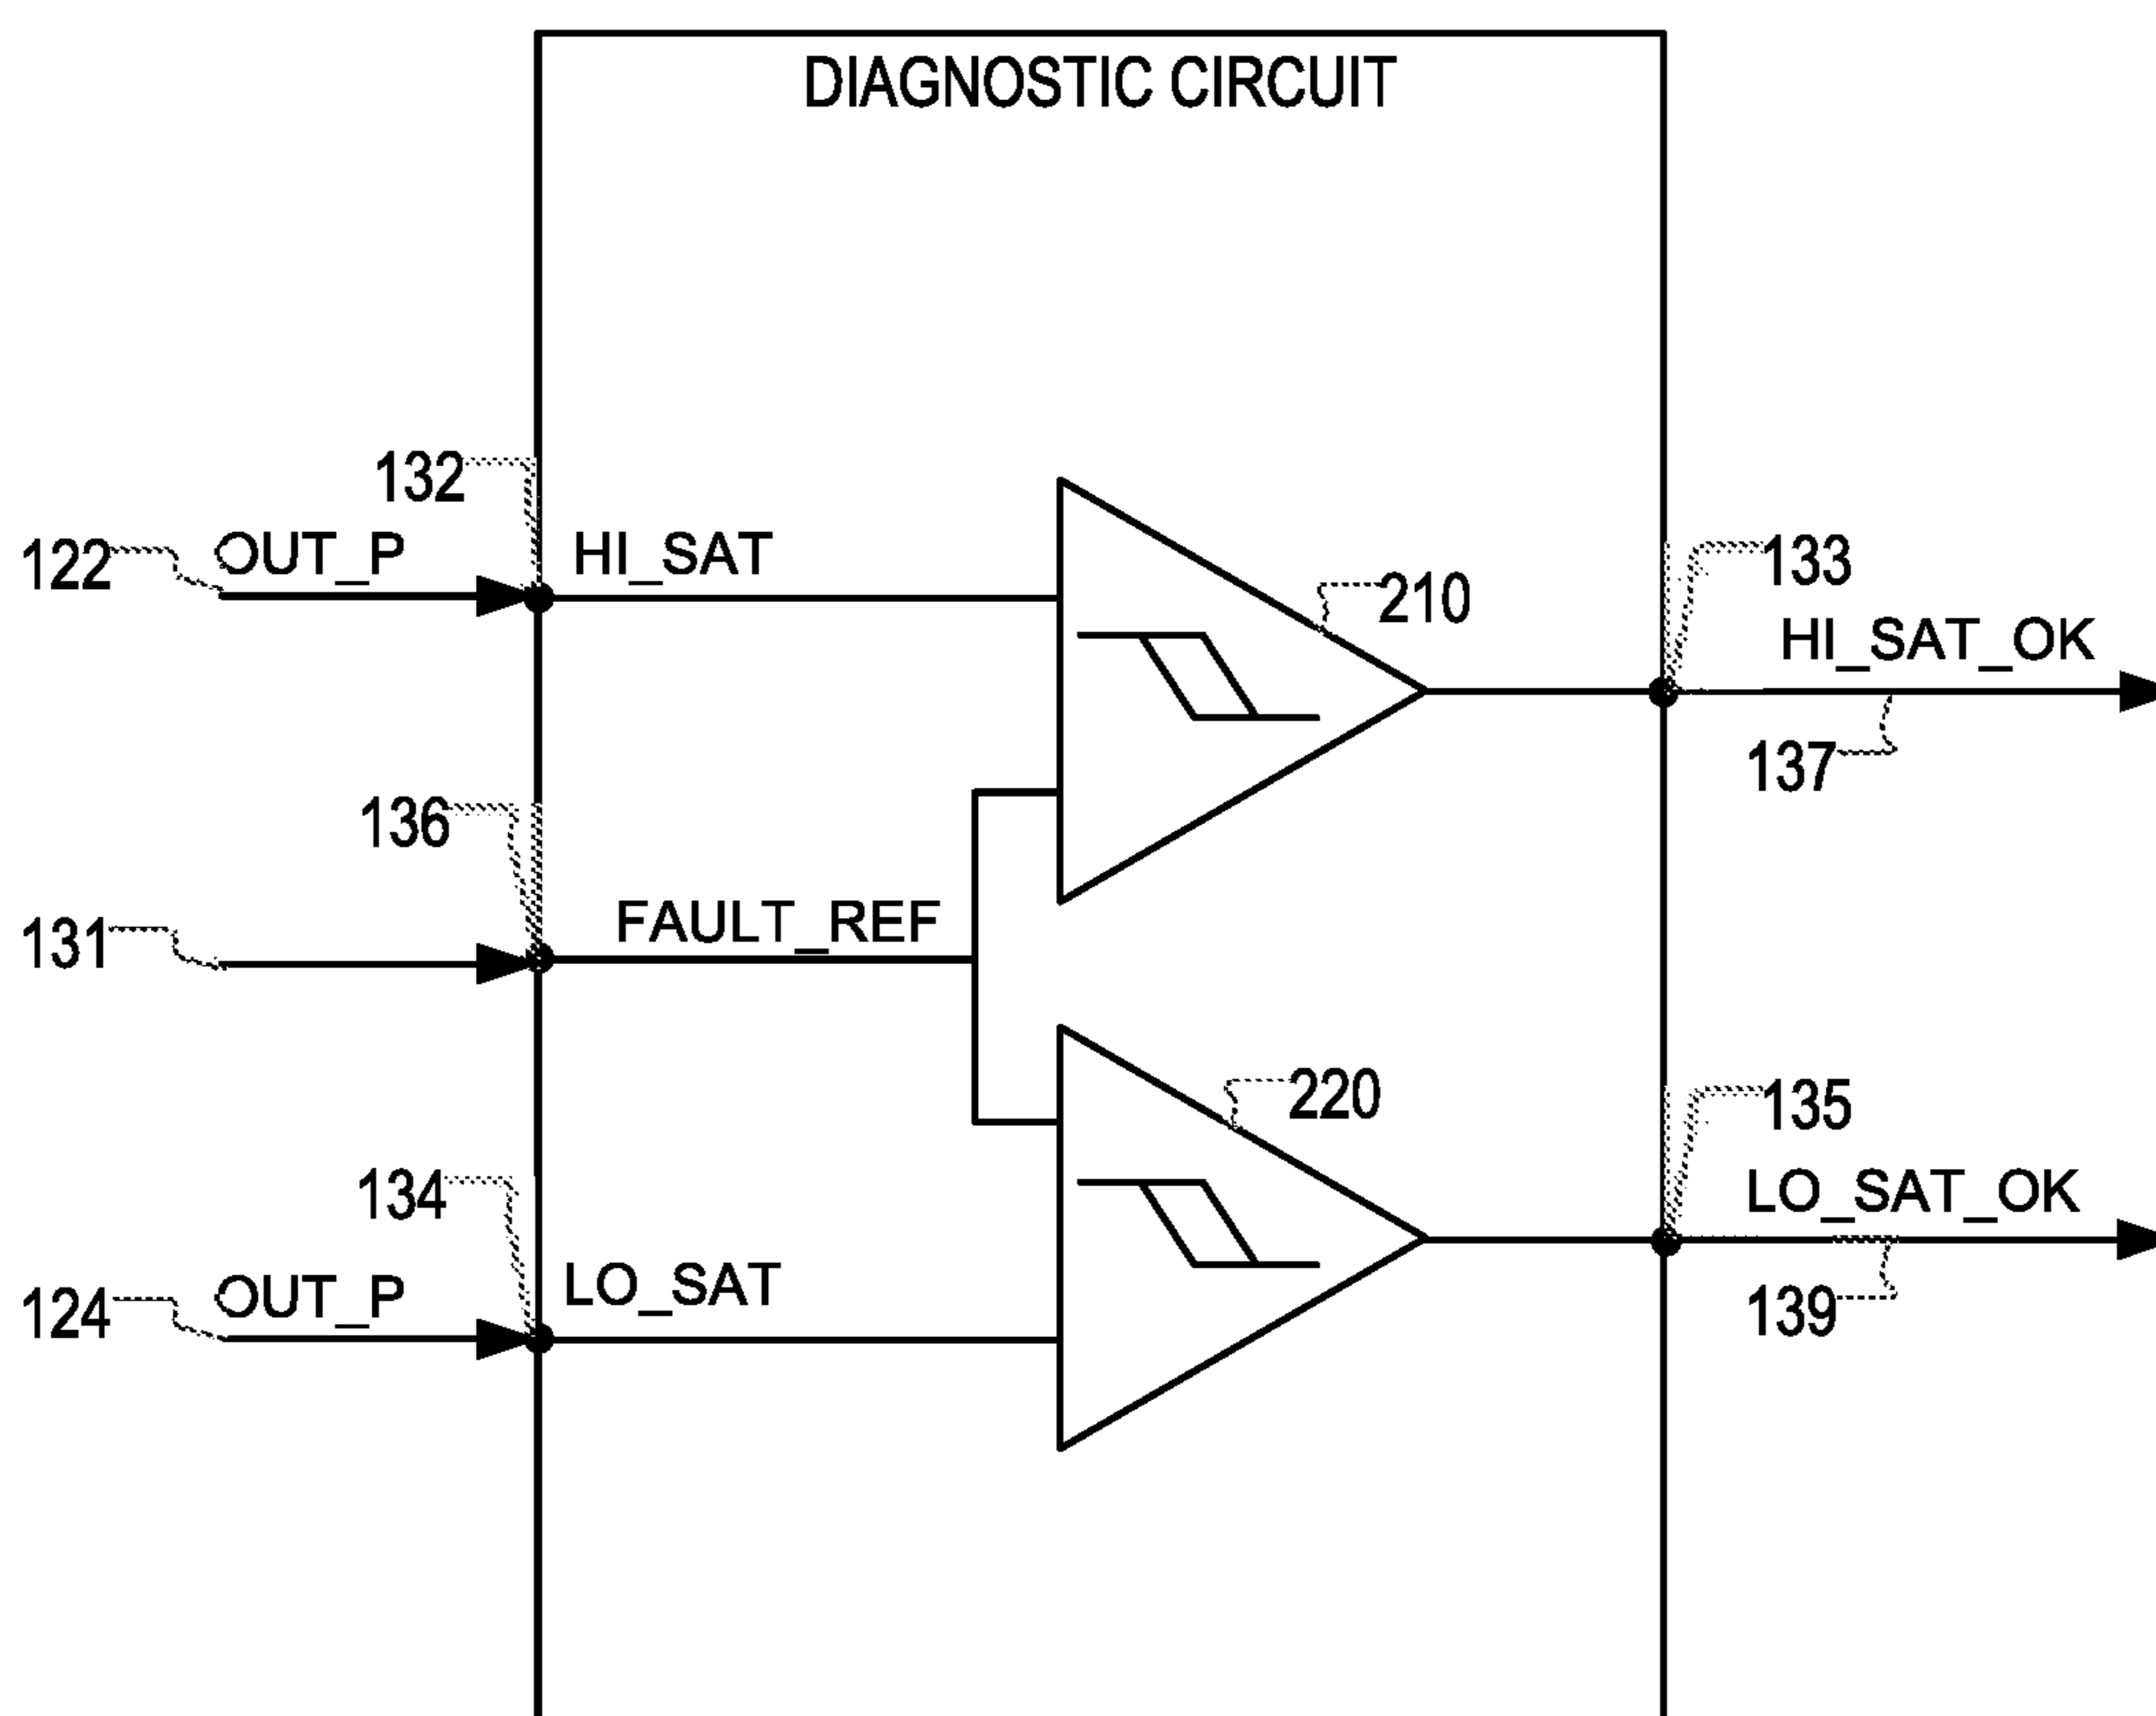 DIAGNOSTIC CIRCUIT
132
122
OUT_P
HI_SAT
133
210
HI_SAT_OK
137
136
131
FAULT_REF
220
135
134
LO_SAT_OK
124
OUT_P
LO_SAT
139